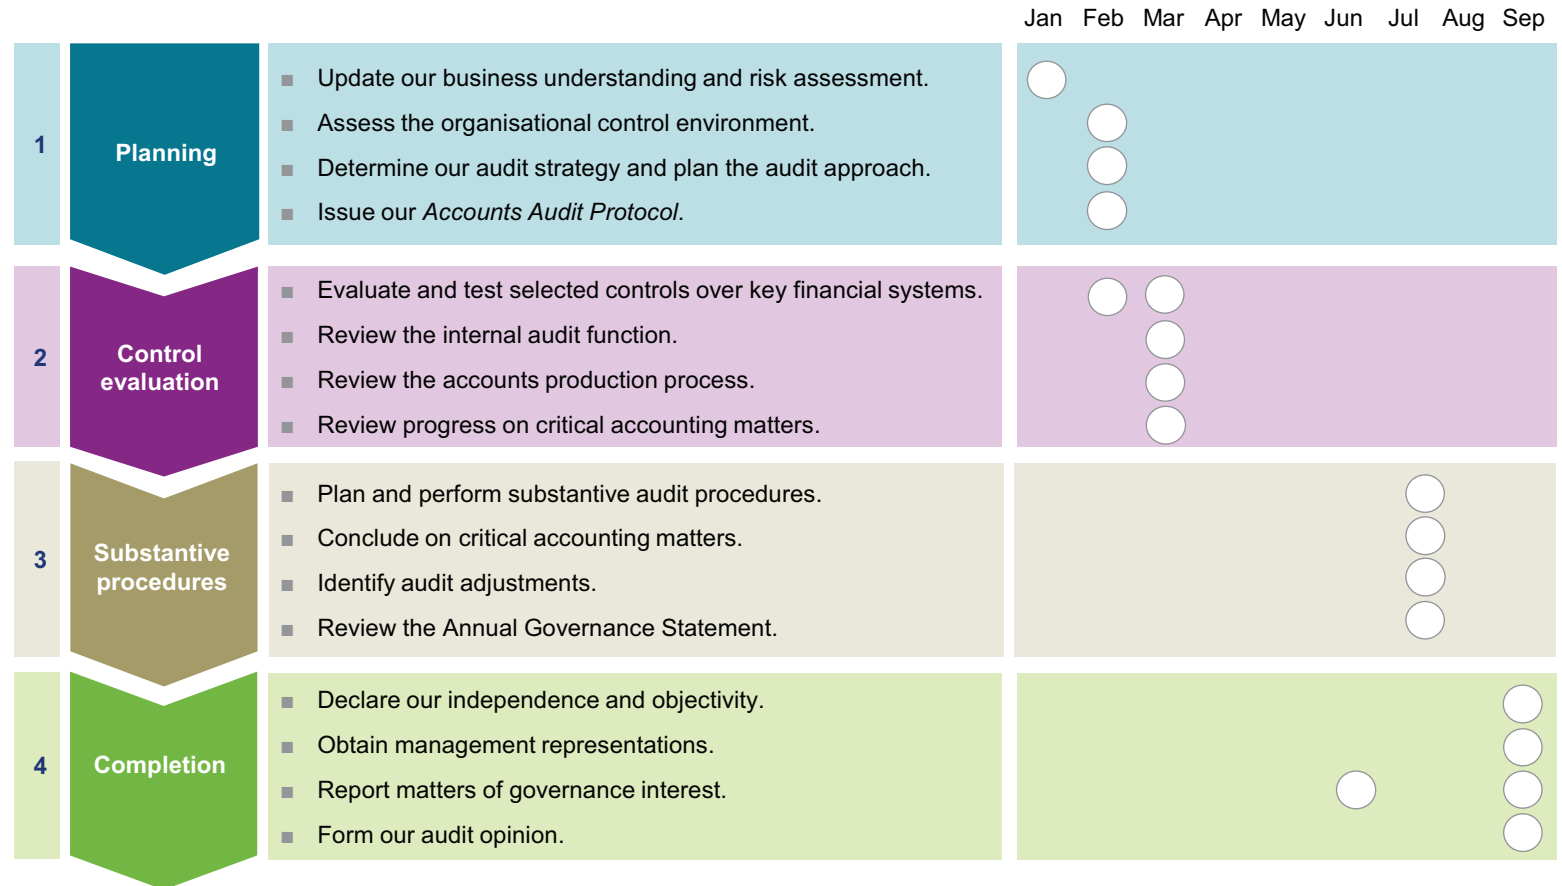 Jan Feb Mar Apr May Jun Jul Aug Sep
1
Planning
Update our business understanding and risk assessment.
Assess the organisational control environment.
Determine our audit strategy and plan the audit approach.
Issue our Accounts Audit Protocol.
2
Control
evaluation
Evaluate and test selected controls over key financial systems.
Review the internal audit function.
Review the accounts production process.
Review progress on critical accounting matters.
3
Substantive
procedures
Plan and perform substantive audit procedures.
Conclude on critical accounting matters.
Identify audit adjustments.
Review the Annual Governance Statement.
4
Completion
Declare our independence and objectivity.
Obtain management representations.
Report matters of governance interest.
Form our audit opinion.